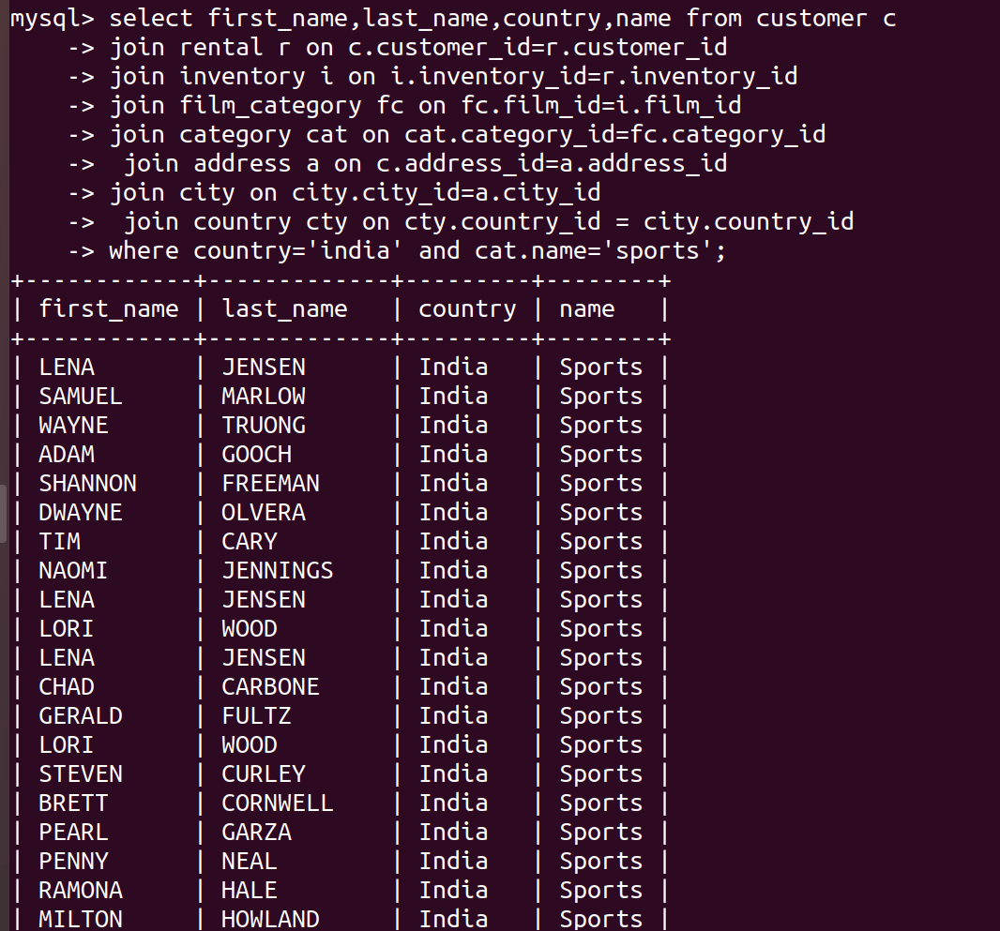 mysql> select first_name,last_name,country,name from customer c
    -> join rental r on c.customer_id=r.customer_id
    -> join inventory i on i.inventory_id=r.inventory_id
    -> join film_category fc on fc.film_id=i.film_id
    -> join category cat on cat.category_id=fc.category_id
    ->  join address a on c.address_id=a.address_id
    -> join city on city.city_id=a.city_id
    ->  join country cty on cty.country_id = city.country_id
    -> where country='india' and cat.name='sports';
+------------+-------------+---------+--------+
| first_name | last_name   | country | name   |
+------------+-------------+---------+--------+
| LENA       | JENSEN      | India   | Sports |
| SAMUEL     | MARLOW      | India   | Sports |
| WAYNE      | TRUONG      | India   | Sports |
| ADAM       | GOOCH       | India   | Sports |
| SHANNON    | FREEMAN     | India   | Sports |
| DWAYNE     | OLVERA      | India   | Sports |
| TIM        | CARY        | India   | Sports |
| NAOMI      | JENNINGS    | India   | Sports |
| LENA       | JENSEN      | India   | Sports |
| LORI       | WOOD        | India   | Sports |
| LENA       | JENSEN      | India   | Sports |
| CHAD       | CARBONE     | India   | Sports |
| GERALD     | FULTZ       | India   | Sports |
| LORI       | WOOD        | India   | Sports |
| STEVEN     | CURLEY      | India   | Sports |
| BRETT      | CORNWELL    | India   | Sports |
| PEARL      | GARZA       | India   | Sports |
| PENNY      | NEAL        | India   | Sports |
| RAMONA     | HALE        | India   | Sports |
| MILTON     | HOWLAND     | India   | Sports |